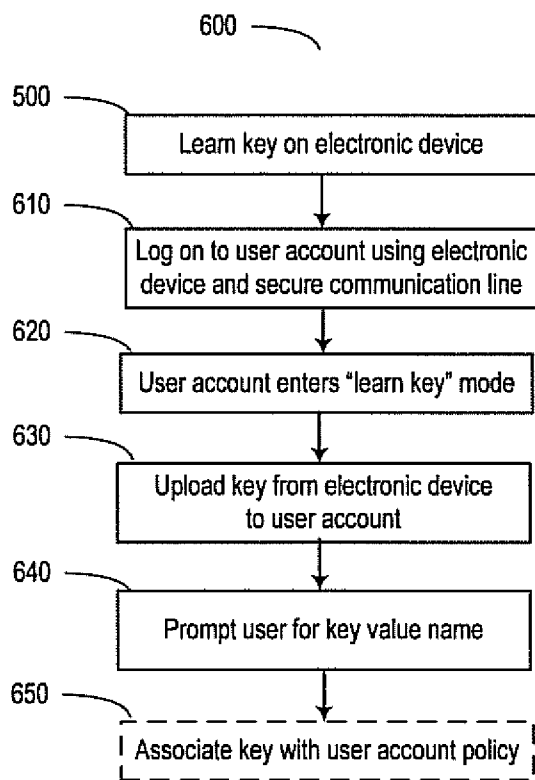 600
500
Learn key on electronic device
610
Log on to user account using electronic
device and secure communication line
620
User account enters "learn key" mode
630
Upload key from electronic device
to user account
640
Prompt user for key value name
650
Associate key with user account policy